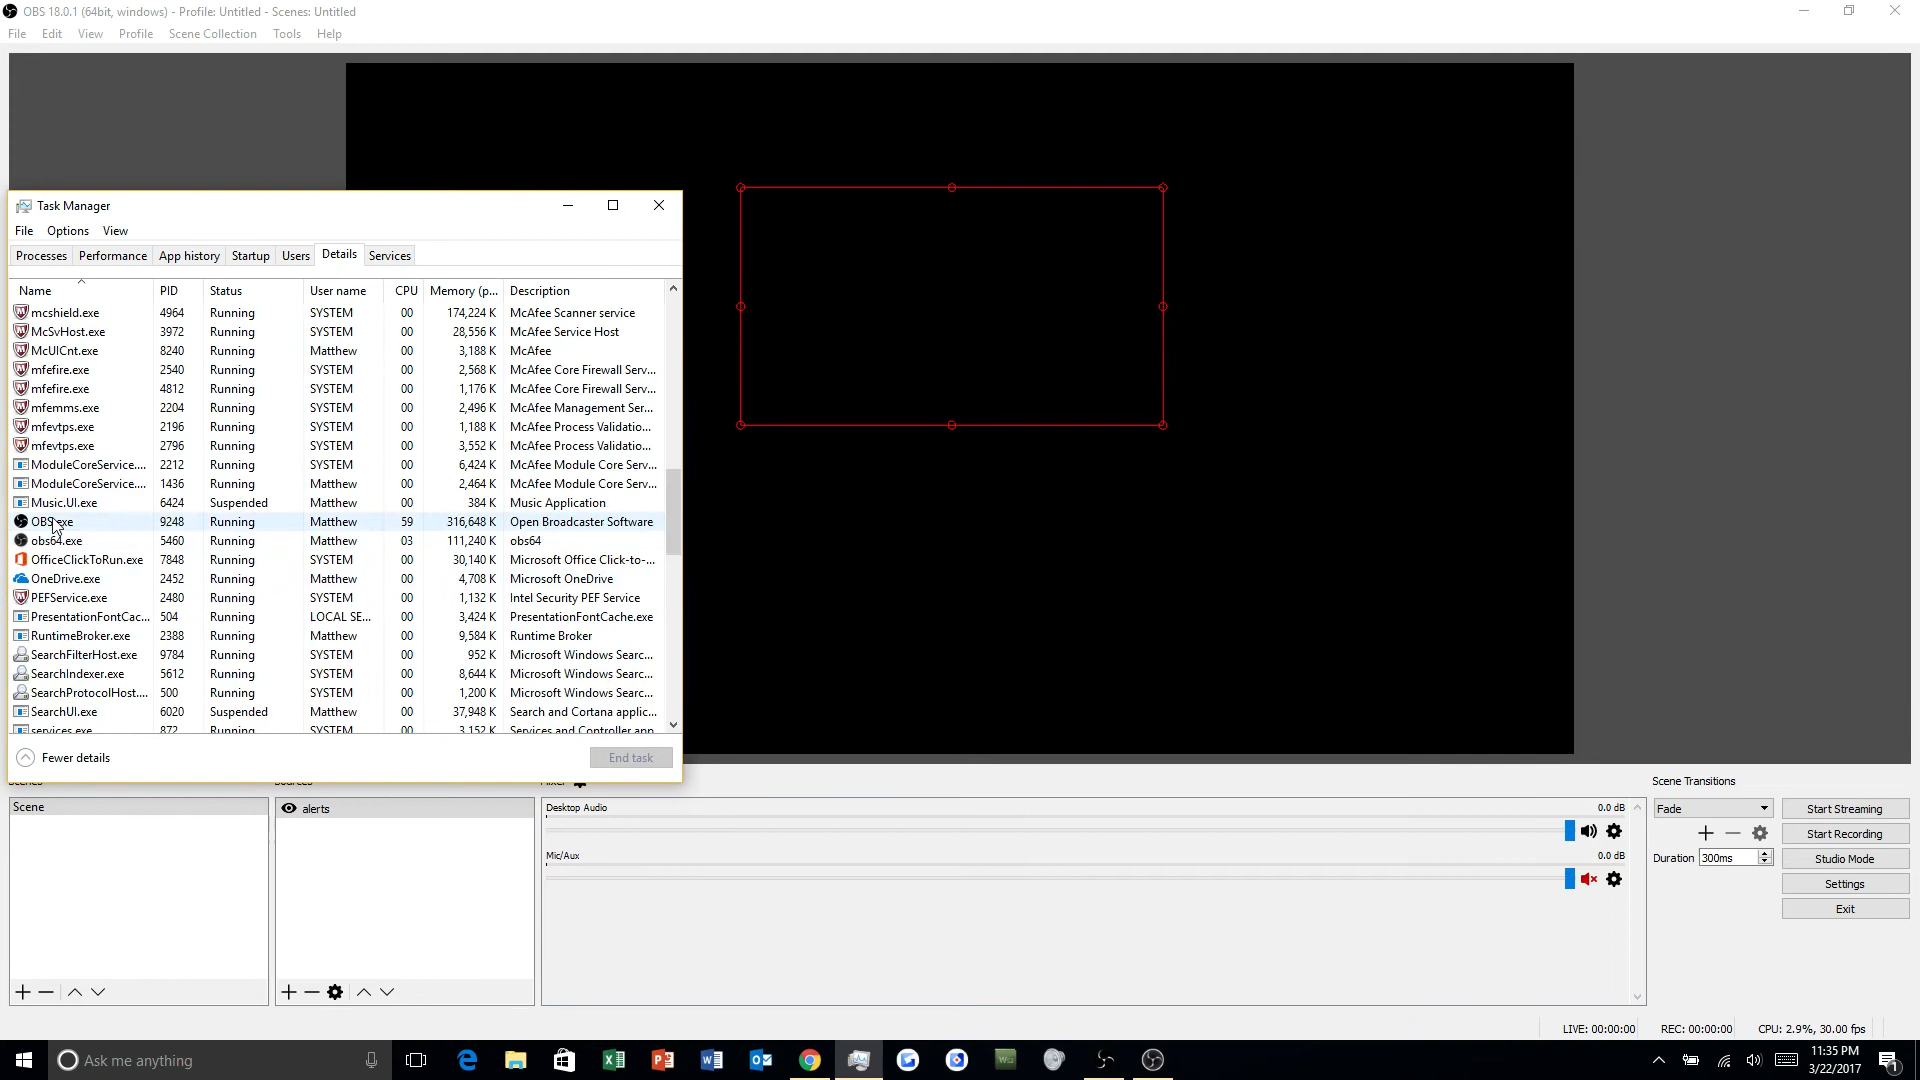 OBS 18.0.1 (64bit, windows) - Profile: Untitled - Scenes: Untitled
File Edit View Profile Scene Collection Tools Help
Task Manager
File Options View
Processes Performance App history Startup Users Details Services
Name PID Status User name CPU Memory (p... Description
mcshield.exe 4964 Running SYSTEM 00 174,224 K McAfee Scanner service
McSvHost.exe 3972 Running SYSTEM 00 28,556 K McAfee Service Host
McUICnt.exe 8240 Running Matthew 00 3,188 K McAfee
mfefire.exe 2540 Running SYSTEM 00 2,568 K McAfee Core Firewall Serv...
mfefire.exe 4812 Running SYSTEM 00 1,176 K McAfee Core Firewall Serv...
mfemms.exe 2204 Running SYSTEM 00 2,496 K McAfee Management Ser...
mfevtps.exe 2196 Running SYSTEM 00 1,188 K McAfee Process Validatio...
mfevtps.exe 2796 Running SYSTEM 00 3,552 K McAfee Process Validatio...
ModuleCoreService.... 2212 Running SYSTEM 00 6,424 K McAfee Module Core Serv...
ModuleCoreService.... 1436 Running Matthew 00 2,464 K McAfee Module Core Serv...
Music.UI.exe 6424 Suspended Matthew 00 384 K Music Application
OBS.exe 9248 Running Matthew 59 316,648 K Open Broadcaster Software
obs64.exe 5460 Running Matthew 03 111,240 K obs64
OfficeClickToRun.exe 7848 Running SYSTEM 00 30,140 K Microsoft Office Click-to-...
OneDrive.exe 2452 Running Matthew 00 4,708 K Microsoft OneDrive
PEFService.exe 2480 Running SYSTEM 00 1,132 K Intel Security PEF Service
PresentationFontCac... 504 Running LOCAL SE... 00 3,424 K PresentationFontCache.exe
RuntimeBroker.exe 2388 Running Matthew 00 9,584 K Runtime Broker
SearchFilterHost.exe 9784 Running SYSTEM 00 952 K Microsoft Windows Searc...
SearchIndexer.exe 5612 Running SYSTEM 00 8,644 K Microsoft Windows Searc...
SearchProtocolHost.... 500 Running SYSTEM 00 1,200 K Microsoft Windows Searc...
SearchUI.exe 6020 Suspended Matthew 00 37,948 K Search and Cortana applic...
services.exe 872 Running SYSTEM 00 3,152 K Services and Controller app
Fewer details End task
Scenes Sources Mixer Scene Transitions
Scene
alerts
Desktop Audio 0.0 dB
Mic/Aux 0.0 dB
Fade
Duration 300ms
Start Streaming
Start Recording
Studio Mode
Settings
Exit
LIVE: 00:00:00 REC: 00:00:00 CPU: 2.9%, 30.00 fps
Ask me anything
11:35 PM
3/22/2017
1